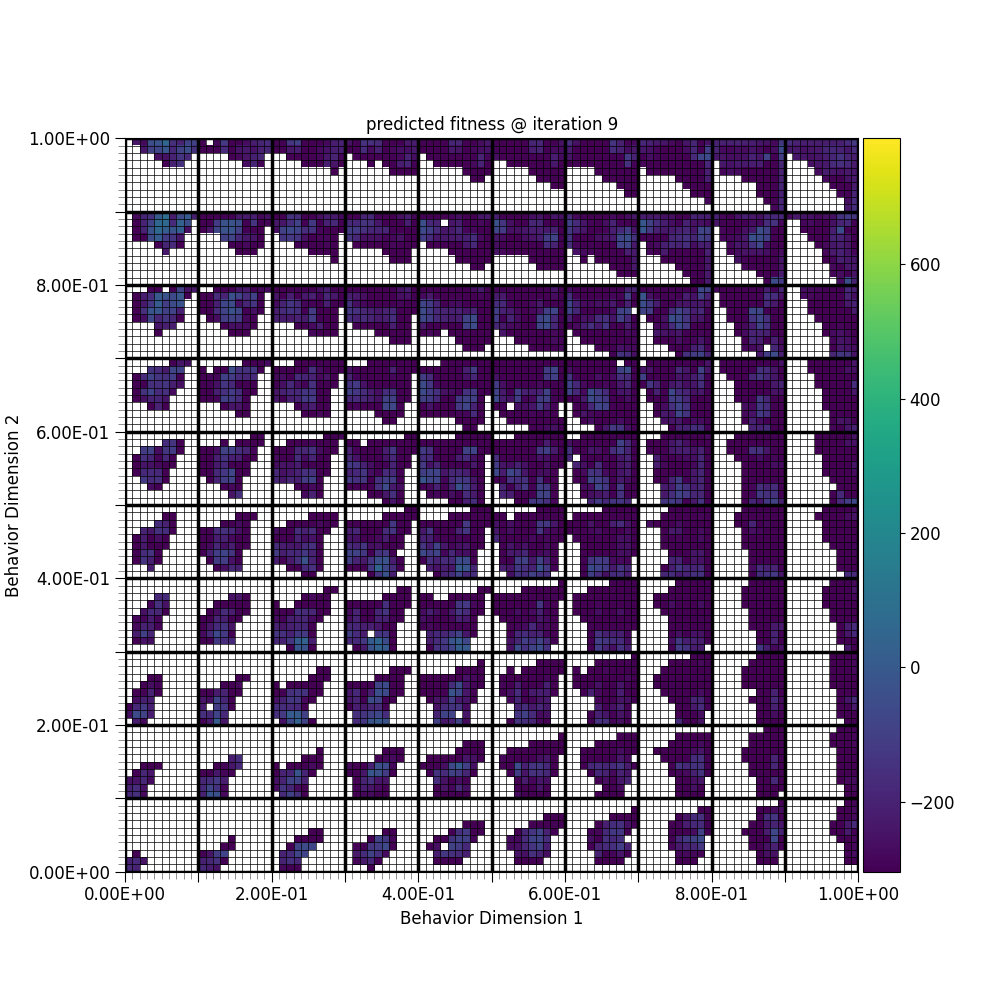 predicted fitness @ iteration 9
1.00E+00
8.00E-01
6.00E-01
4.00E-01
2.00E-01
0.00E+00
Behavior Dimension 2
0.00E+00 2.00E-01 4.00E-01 6.00E-01 8.00E-01 1.00E+00
Behavior Dimension 1
600
400
200
0
−200